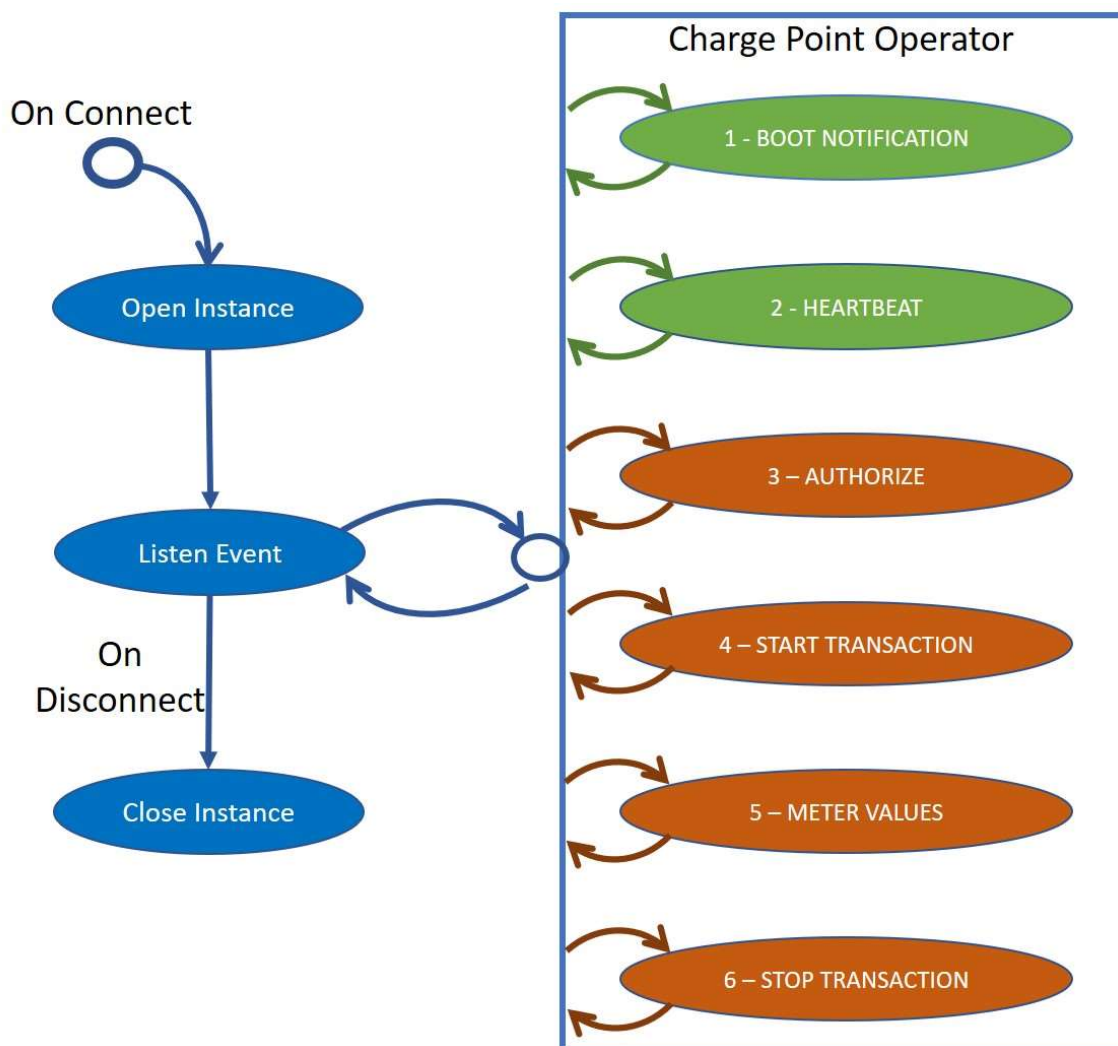 Charge Point Operator
On Connect
1 - BOOT NOTIFICATION
Open Instance
2 - HEARTBEAT
3 – AUTHORIZE
Listen Event
4 – START TRANSACTION
On
Disconnect
Close Instance
5 – METER VALUES
6 – STOP TRANSACTION